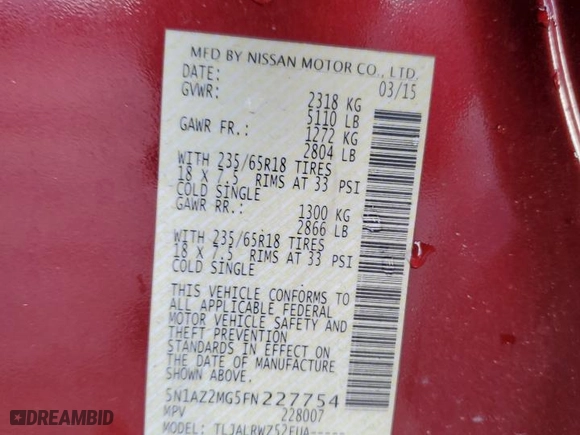 MFD BY NISSAN MOTOR CO., LTD.
DATE: 03/15
GVWR: 2318 KG
5110 LB
GAWR FR.: 1272 KG
2804 LB
WITH 235/65R18 TIRES
18 X 7.5 RIMS AT 33 PSI
COLD SINGLE
GAWR RR.: 1300 KG
2866 LB
WITH 235/65R18 TIRES
18 X 7.5 RIMS AT 33 PSI
COLD SINGLE
THIS VEHICLE CONFORMS TO
ALL APPLICABLE FEDERAL
MOTOR VEHICLE SAFETY AND
THEFT PREVENTION
STANDARDS IN EFFECT ON
THE DATE OF MANUFACTURE
SHOWN ABOVE.
5N1AZ2MG5FN227754
MPV 228007
MODEL: TLJALRWZ52EUA-----
DREAMBID